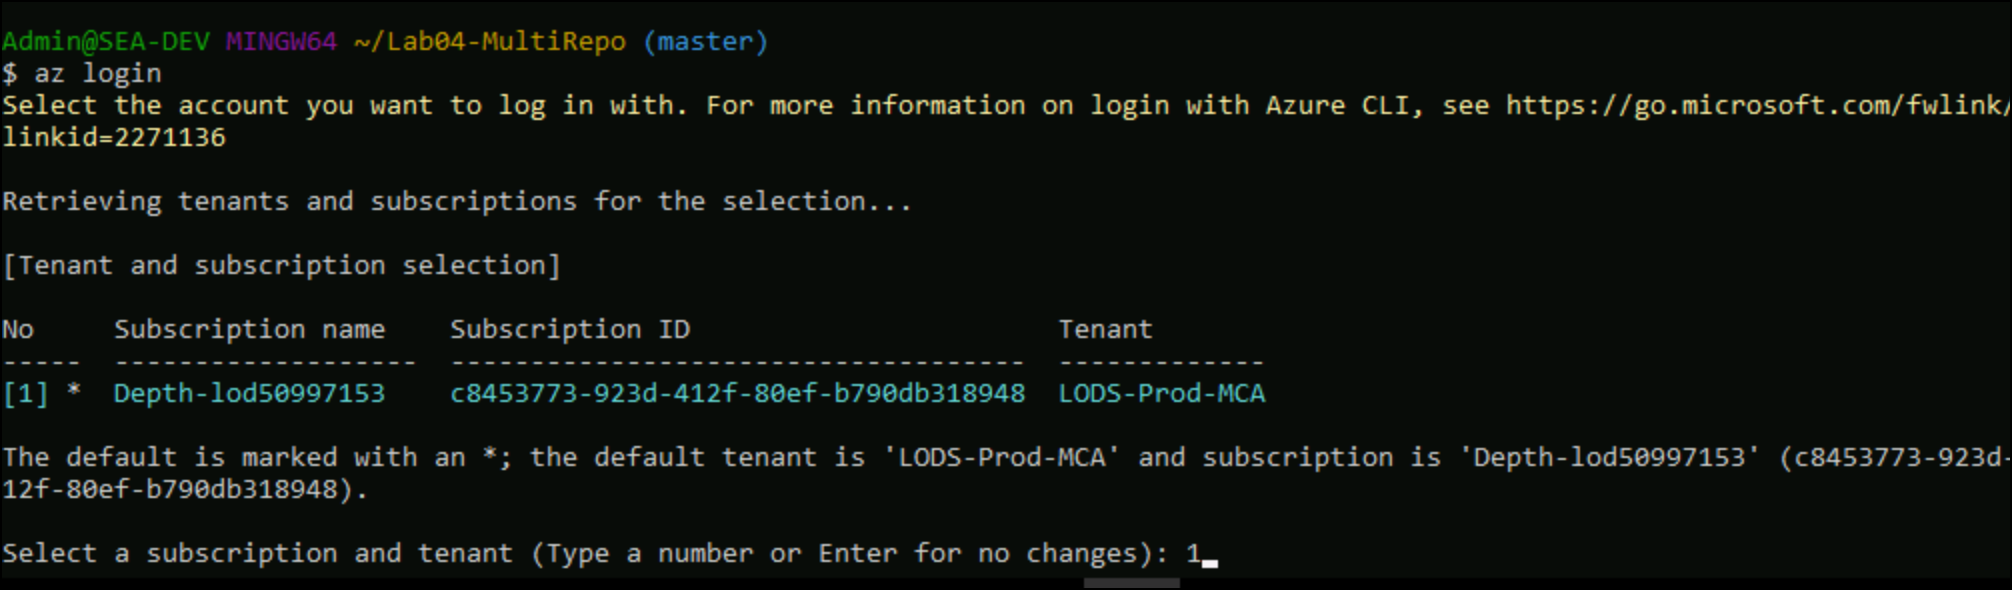 Admin@SEA-DEV MINGW64 ~/Lab04-MultiRepo (master)
$ az login
Select the account you want to log in with. For more information on login with Azure CLI, see https://go.microsoft.com/fwlink/
linkid=2271136
Retrieving tenants and subscriptions for the selection...
[Tenant and subscription selection]
No     Subscription name    Subscription ID                       Tenant
-----  -------------------  ------------------------------------  -------------
[1] *  Depth-lod50997153    c8453773-923d-412f-80ef-b790db318948  LODS-Prod-MCA
The default is marked with an *; the default tenant is 'LODS-Prod-MCA' and subscription is 'Depth-lod50997153' (c8453773-923d-
12f-80ef-b790db318948).
Select a subscription and tenant (Type a number or Enter for no changes): 1